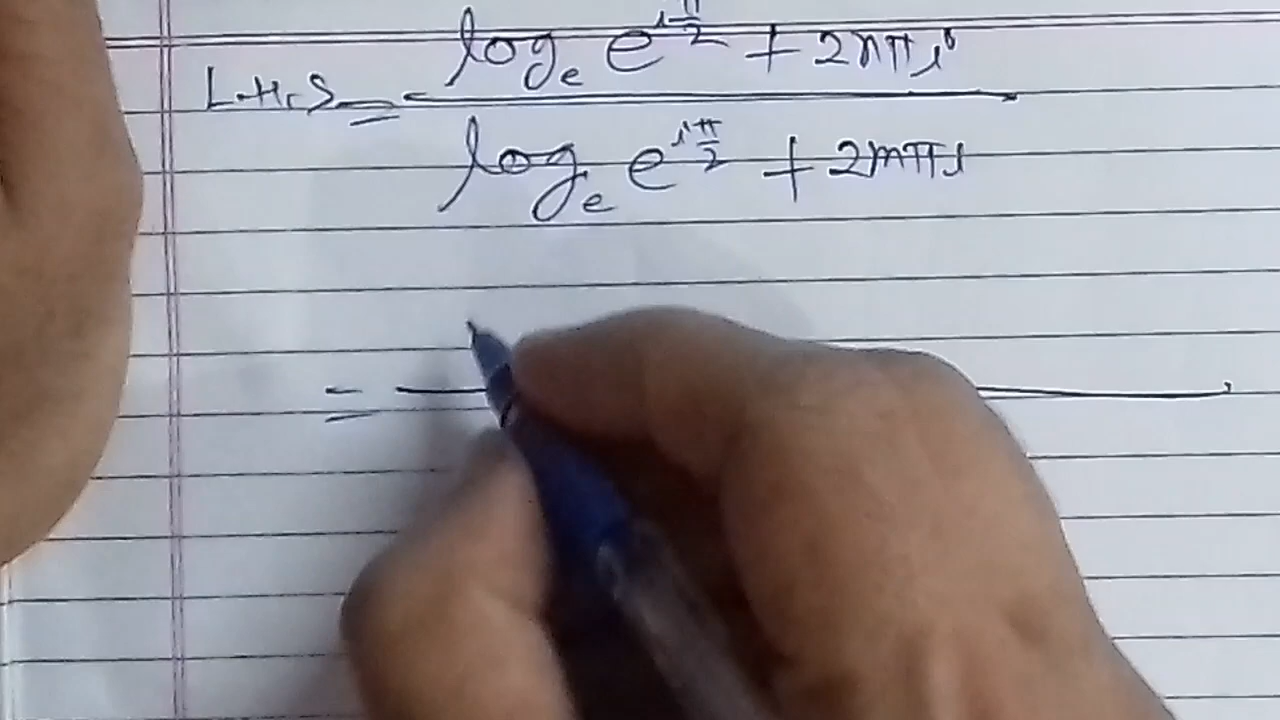 log_e e^{iπ/2} + 2nπi
L.H.S = ————————
log_e e^{iπ/2} + 2mπi
= ————————